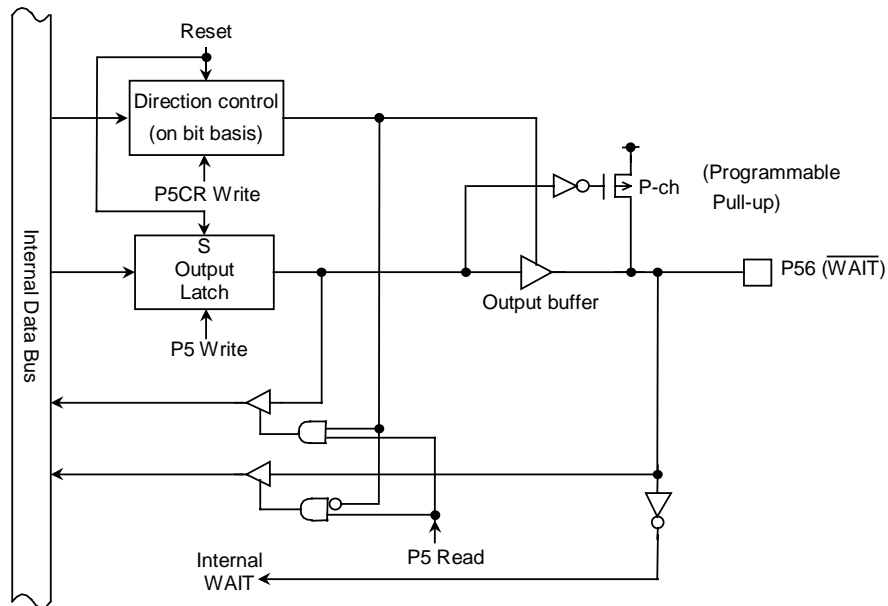 Reset
Direction control
(on bit basis)
P5CR Write
P-ch
(Programmable
Pull-up)
Internal Data Bus
S
Output
Latch
P56 (W̅A̅I̅T̅)
Output buffer
P5 Write
P5 Read
Internal
WAIT